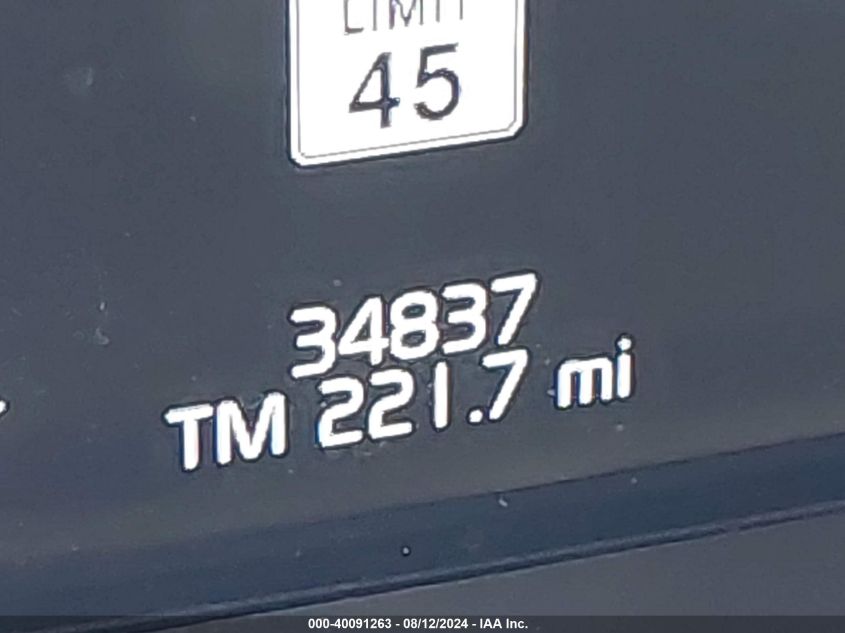 LIMIT
45
34837
TM 221.7 mi
000-40091263 - 08/12/2024 - IAA Inc.